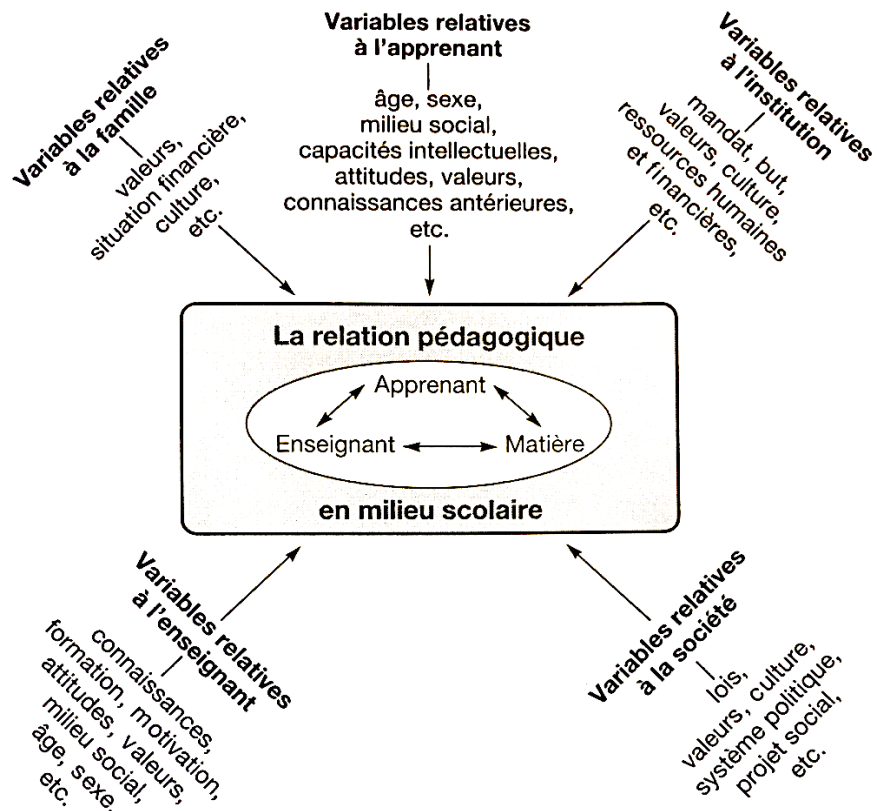 Variables relatives
à la famille
valeurs,
situation financière,
culture,
etc.
Variables relatives
à l'apprenant
âge, sexe,
milieu social,
capacités intellectuelles,
attitudes, valeurs,
connaissances antérieures,
etc.
Variables relatives
à l'institution
mandat, but,
valeurs, culture,
ressources humaines
et financières,
etc.
La relation pédagogique
Apprenant
Enseignant
Matière
en milieu scolaire
Variables relatives
à l'enseignant
connaissances,
formation, motivation,
attitudes, valeurs,
milieu social,
âge, sexe,
etc.
Variables relatives
à la société
lois,
valeurs, culture,
système politique,
projet social,
etc.